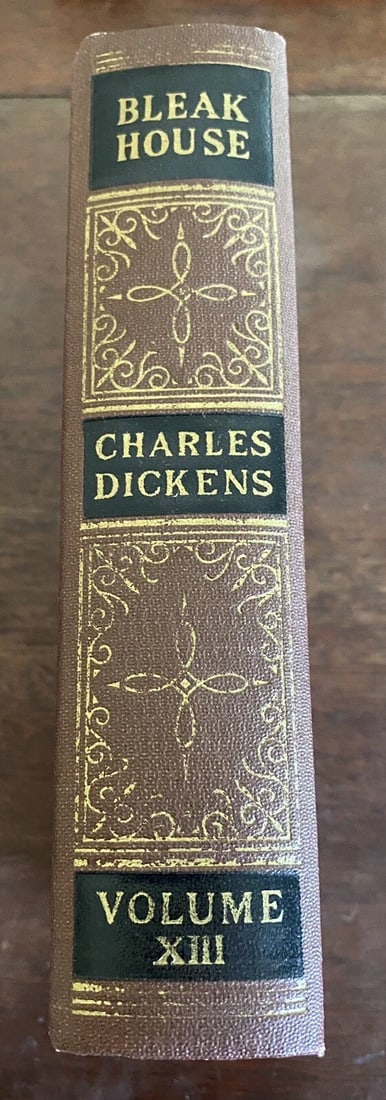 BLEAK
HOUSE
CHARLES
DICKENS
VOLUME
XIII